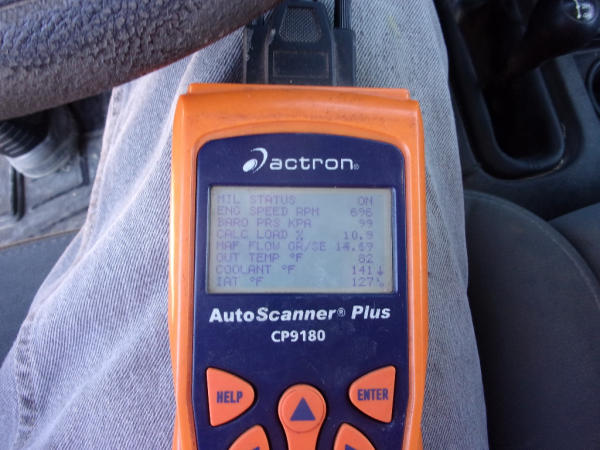 actron®
MIL STATUS ON
ENG SPEED RPM 696
BARO PRS KPA 99
CALC LOAD % 10.9
MAF FLOW GR/SE 14.69
OUT TEMP °F 82
COOLANT °F 141↓
IAT °F 127
AutoScanner® Plus
CP9180
HELP
ENTER